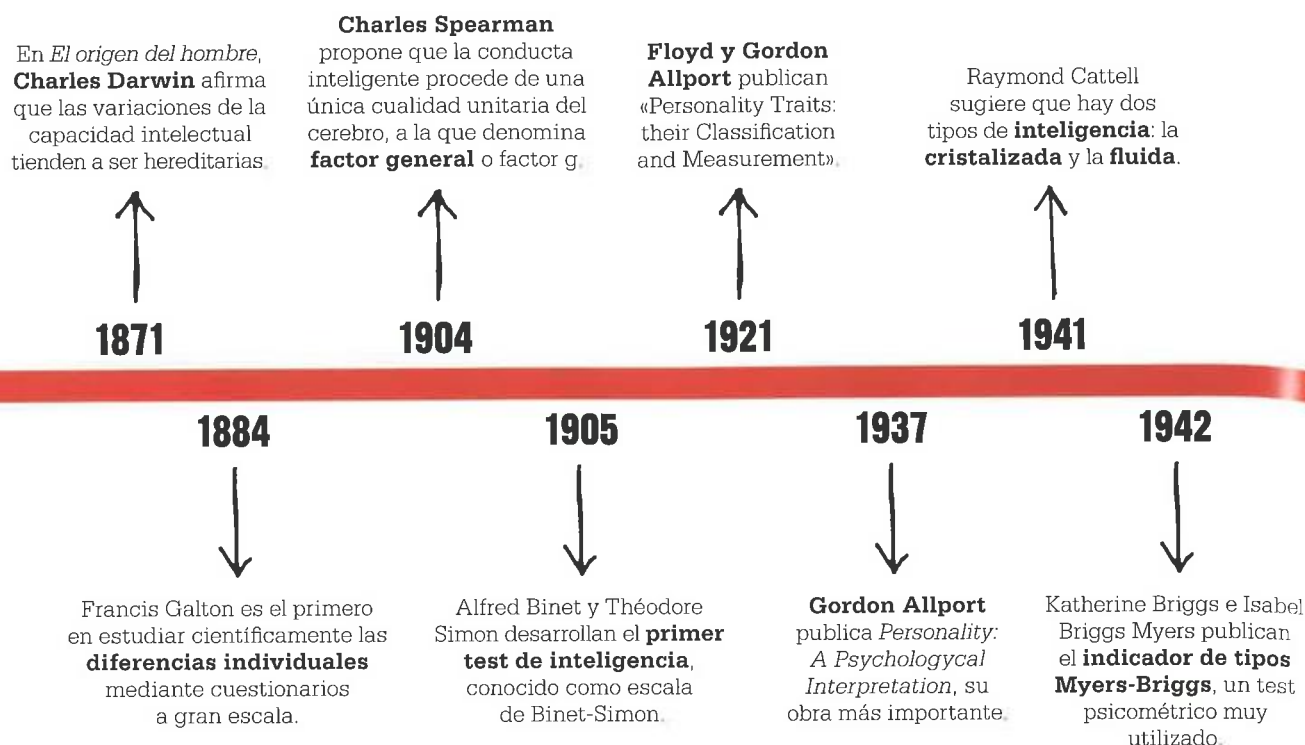 En El origen del hombre,
Charles Darwin afirma
que las variaciones de la
capacidad intelectual
tienden a ser hereditarias.
Charles Spearman
propone que la conducta
inteligente procede de una
única cualidad unitaria del
cerebro, a la que denomina
factor general o factor g.
Floyd y Gordon
Allport publican
«Personality Traits:
their Classification
and Measurement».
Raymond Cattell
sugiere que hay dos
tipos de inteligencia: la
cristalizada y la fluida.
1871
1904
1921
1941
1884
1905
1937
1942
Francis Galton es el primero
en estudiar científicamente las
diferencias individuales
mediante cuestionarios
a gran escala.
Alfred Binet y Théodore
Simon desarrollan el primer
test de inteligencia,
conocido como escala
de Binet-Simon.
Gordon Allport
publica Personality:
A Psychologycal
Interpretation, su
obra más importante.
Katherine Briggs e Isabel
Briggs Myers publican
el indicador de tipos
Myers-Briggs, un test
psicométrico muy
utilizado.